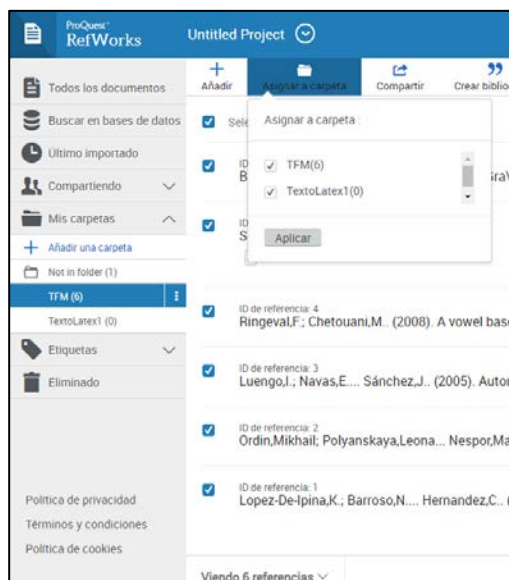 ProQuest
RefWorks
Untitled Project
Todos los documentos
Buscar en bases de datos
Último importado
Compartiendo
Mis carpetas
Añadir una carpeta
Not in folder (1)
TFM (6)
TextoLatex1 (0)
Etiquetas
Eliminado
Política de privacidad
Términos y condiciones
Política de cookies
Añadir
Asignar a carpeta
Compartir
Crear biblio
Sele
Asignar a carpeta :
TFM(6)
TextoLatex1(0)
Aplicar
ID
B
ID
S
ID de referencia: 4
Ringeval,F.; Chetouani,M.. (2008). A vowel base
ID de referencia: 3
Luengo,I.; Navas,E.... Sánchez,J.. (2005). Autor
ID de referencia: 2
Ordin,Mikhail; Polyanskaya,Leona... Nespor,Ma
ID de referencia: 1
Lopez-De-Ipina,K.; Barroso,N.... Hernandez,C.. (
Viendo 6 referencias